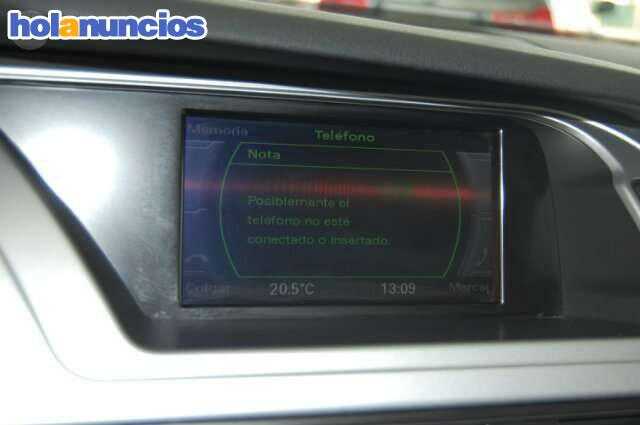 holanuncios
Memoria Teléfono
Nota
Posiblemente el
teléfono no esté
conectado o insertado.
Colgar 20.5°C 13:09 Marcar